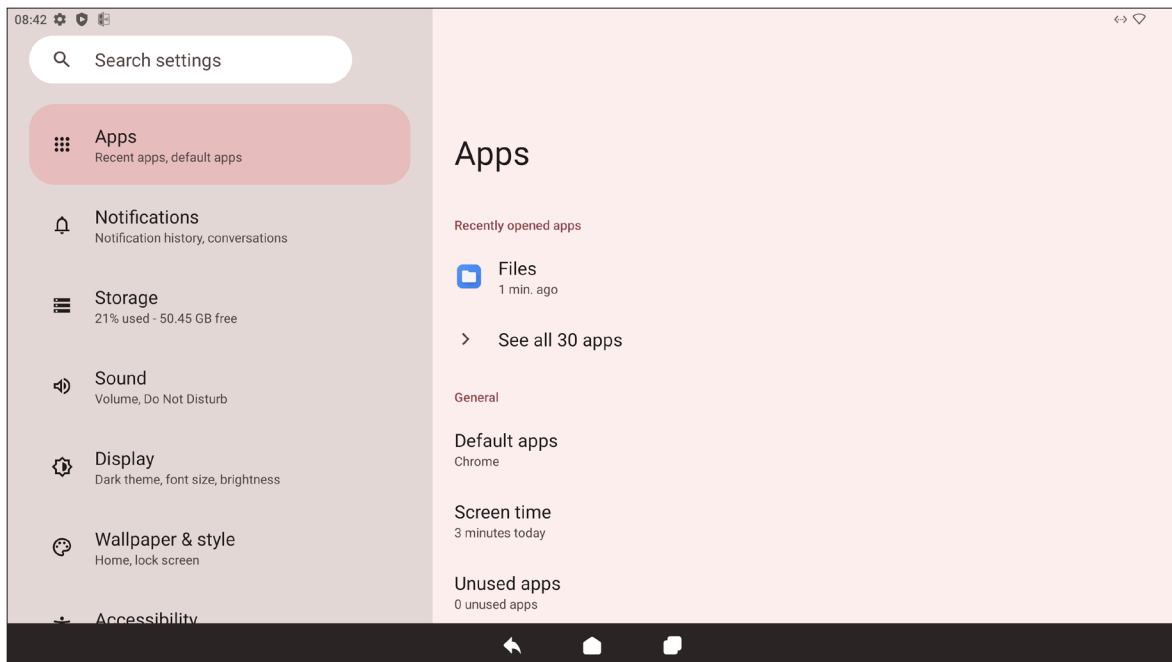 08:42
Search settings
Apps
Recent apps, default apps
Notifications
Notification history, conversations
Storage
21% used - 50.45 GB free
Sound
Volume, Do Not Disturb
Display
Dark theme, font size, brightness
Wallpaper & style
Home, lock screen
Accessibility
Apps
Recently opened apps
Files
1 min. ago
See all 30 apps
General
Default apps
Chrome
Screen time
3 minutes today
Unused apps
0 unused apps